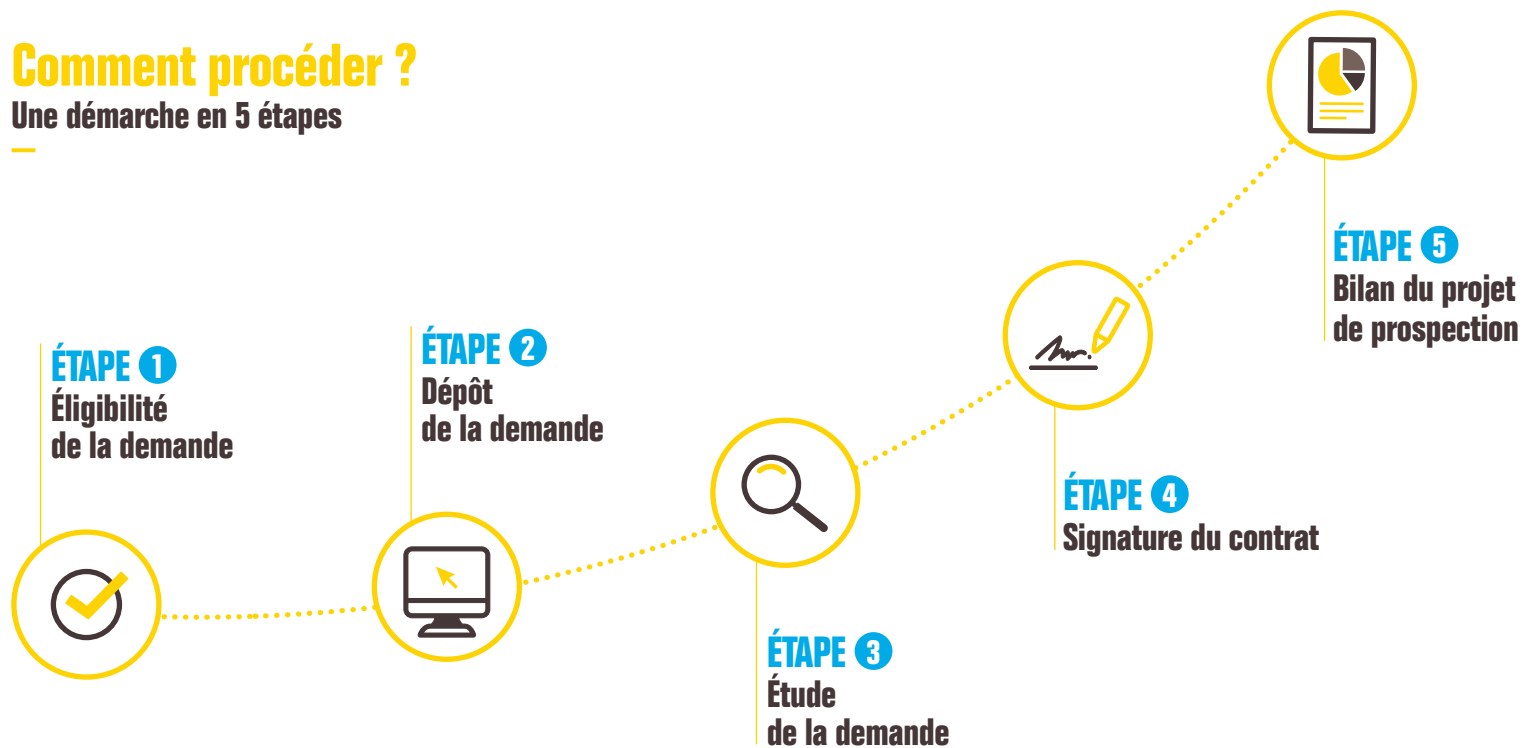 Comment procéder ?
Une démarche en 5 étapes
ÉTAPE 1
Éligibilité
de la demande
ÉTAPE 2
Dépôt
de la demande
ÉTAPE 3
Étude
de la demande
ÉTAPE 4
Signature du contrat
ÉTAPE 5
Bilan du projet
de prospection